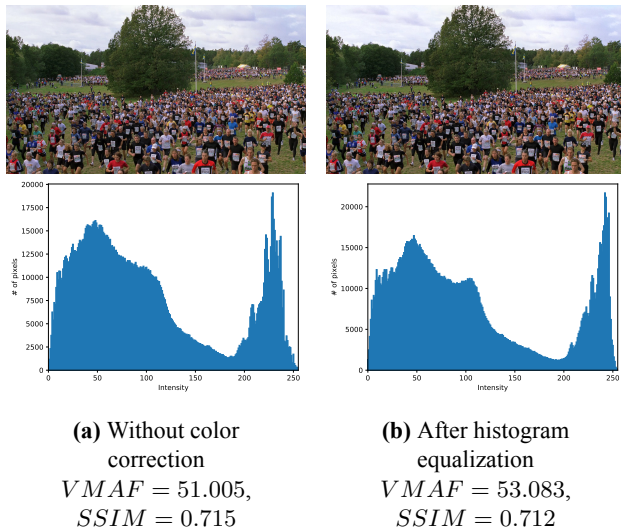 20000
17500
15000
12500
10000
7500
5000
2500
0
# of pixels
0 50 100 150 200 250
Intensity
20000
15000
10000
5000
0
# of pixels
0 50 100 150 200 250
Intensity
(a) Without color
correction
VMAF = 51.005,
SSIM = 0.715
(b) After histogram
equalization
VMAF = 53.083,
SSIM = 0.712